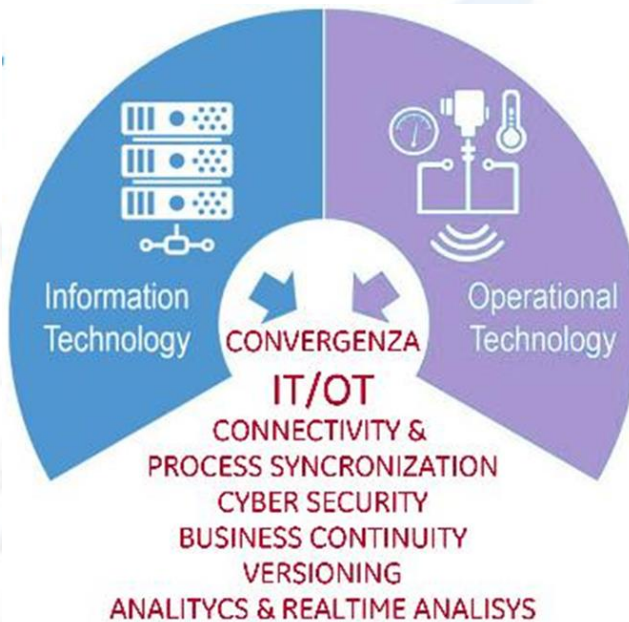 Information
Technology
Operational
Technology
CONVERGENZA
IT/OT
CONNECTIVITY &
PROCESS SYNCRONIZATION
CYBER SECURITY
BUSINESS CONTINUITY
VERSIONING
ANALITYCS & REALTIME ANALISYS